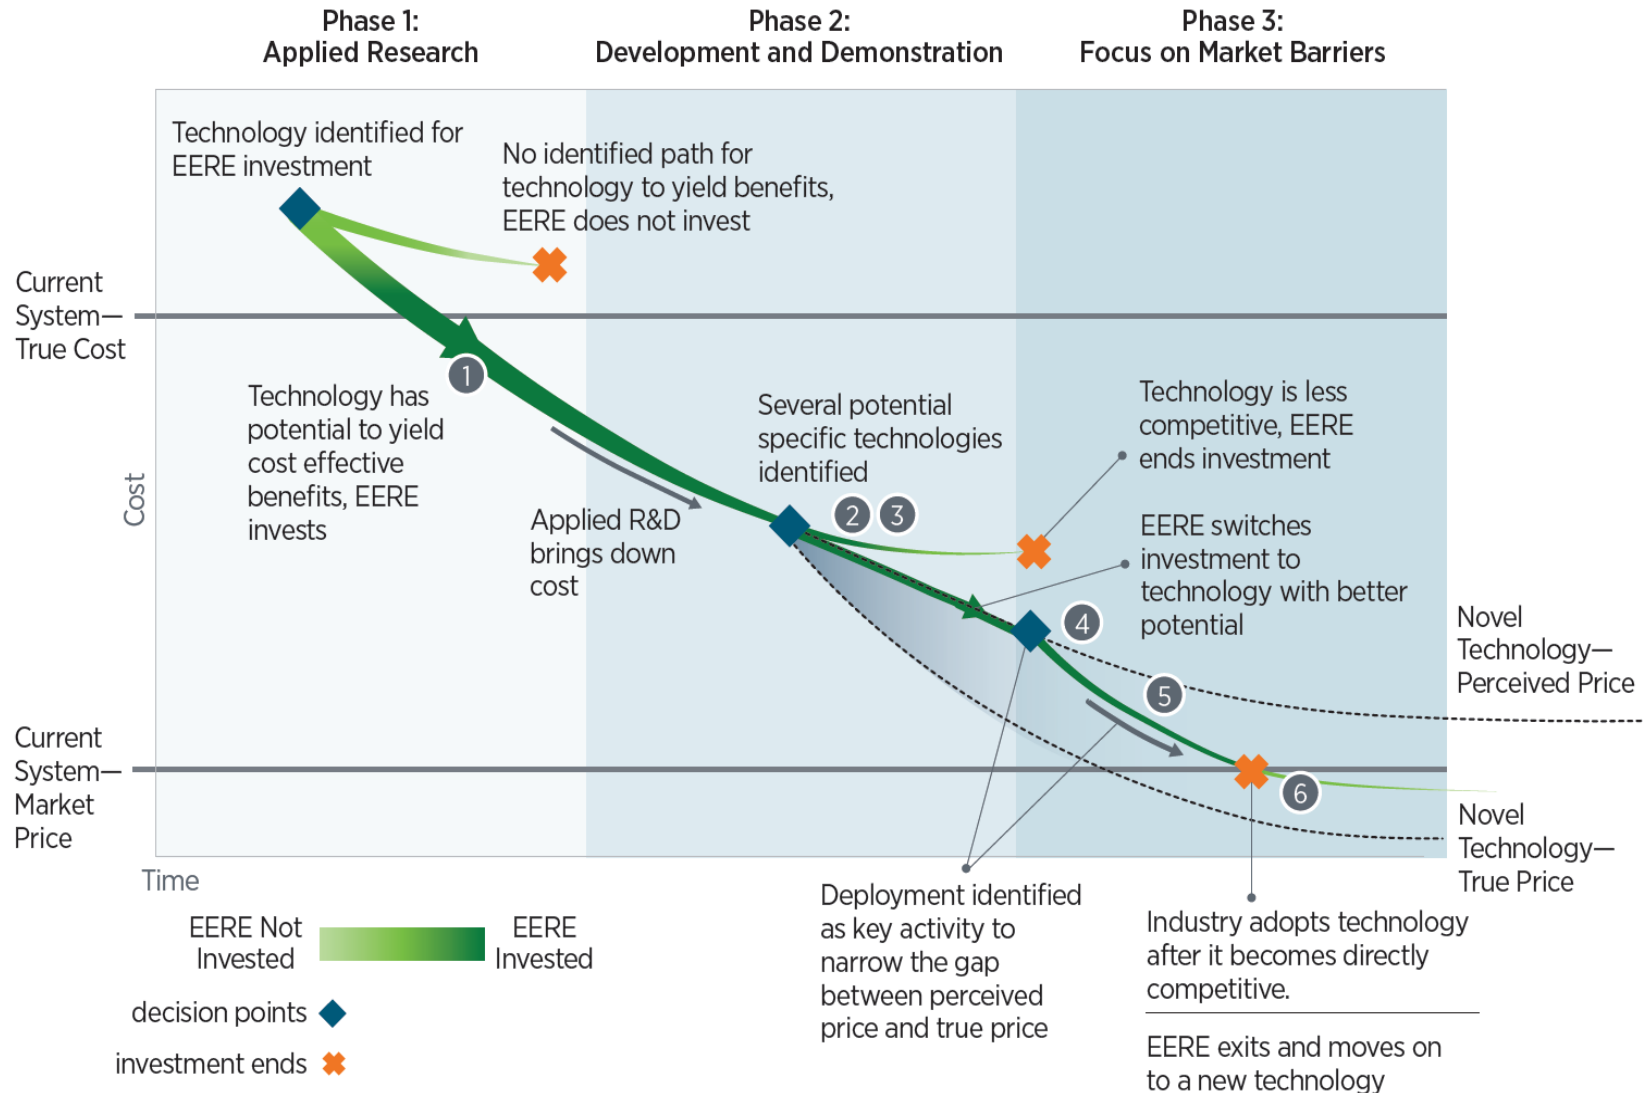 Phase 1:
Applied Research
Phase 2:
Development and Demonstration
Phase 3:
Focus on Market Barriers
Technology identified for
EERE investment
No identified path for
technology to yield benefits,
EERE does not invest
Current
System—
True Cost
1
Technology has
potential to yield
cost effective
benefits, EERE
invests
Cost
Applied R&D
brings down
cost
Several potential
specific technologies
identified
2 3
Technology is less
competitive, EERE
ends investment
EERE switches
investment to
technology with better
potential
4
5
Novel
Technology—
Perceived Price
Current
System—
Market
Price
6
Novel
Technology—
True Price
Time
Deployment identified
as key activity to
narrow the gap
between perceived
price and true price
Industry adopts technology
after it becomes directly
competitive.
EERE exits and moves on
to a new technology
EERE Not
Invested
EERE
Invested
decision points
investment ends